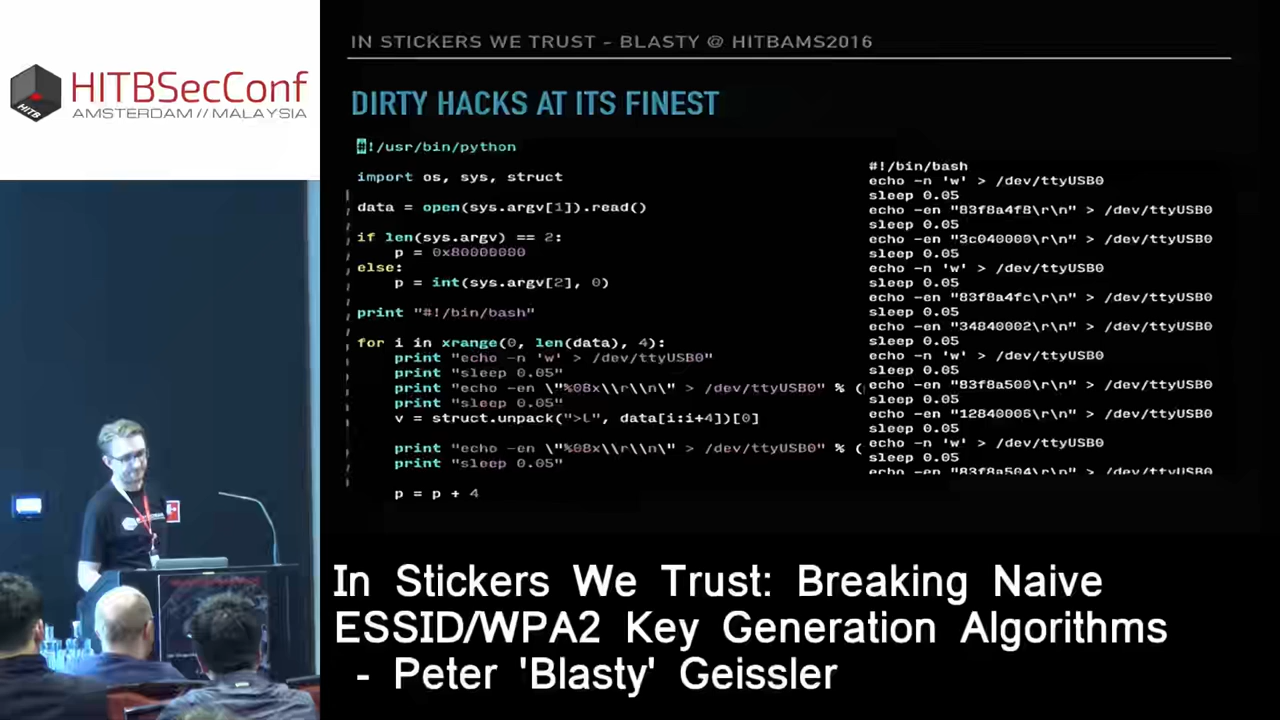 HITBSecConf
AMSTERDAM // MALAYSIA
HITB
IN STICKERS WE TRUST - BLASTY @ HITBAMS2016
DIRTY HACKS AT ITS FINEST
#!/usr/bin/python
import os, sys, struct
data = open(sys.argv[1]).read()
if len(sys.argv) == 2:
    p = 0x80000000
else:
    p = int(sys.argv[2], 0)
print "#!/bin/bash"
for i in xrange(0, len(data), 4):
    print "echo -n 'w' > /dev/ttyUSB0"
    print "sleep 0.05"
    print "echo -en \"%08x\\r\\n\" > /dev/ttyUSB0" % (
    print "sleep 0.05"
    v = struct.unpack(">L", data[i:i+4])[0]
    print "echo -en \"%08x\\r\\n\" > /dev/ttyUSB0" % (
    print "sleep 0.05"
    p = p + 4
#!/bin/bash
echo -n 'w' > /dev/ttyUSB0
sleep 0.05
echo -en "83f8a4f8\r\n" > /dev/ttyUSB0
sleep 0.05
echo -en "3c040000\r\n" > /dev/ttyUSB0
sleep 0.05
echo -n 'w' > /dev/ttyUSB0
sleep 0.05
echo -en "83f8a4fc\r\n" > /dev/ttyUSB0
sleep 0.05
echo -en "34840002\r\n" > /dev/ttyUSB0
sleep 0.05
echo -n 'w' > /dev/ttyUSB0
sleep 0.05
echo -en "83f8a500\r\n" > /dev/ttyUSB0
sleep 0.05
echo -en "12840006\r\n" > /dev/ttyUSB0
sleep 0.05
echo -n 'w' > /dev/ttyUSB0
sleep 0.05
echo -en "83f8a504\r\n" > /dev/ttyUSB0
In Stickers We Trust: Breaking Naive
ESSID/WPA2 Key Generation Algorithms
- Peter 'Blasty' Geissler